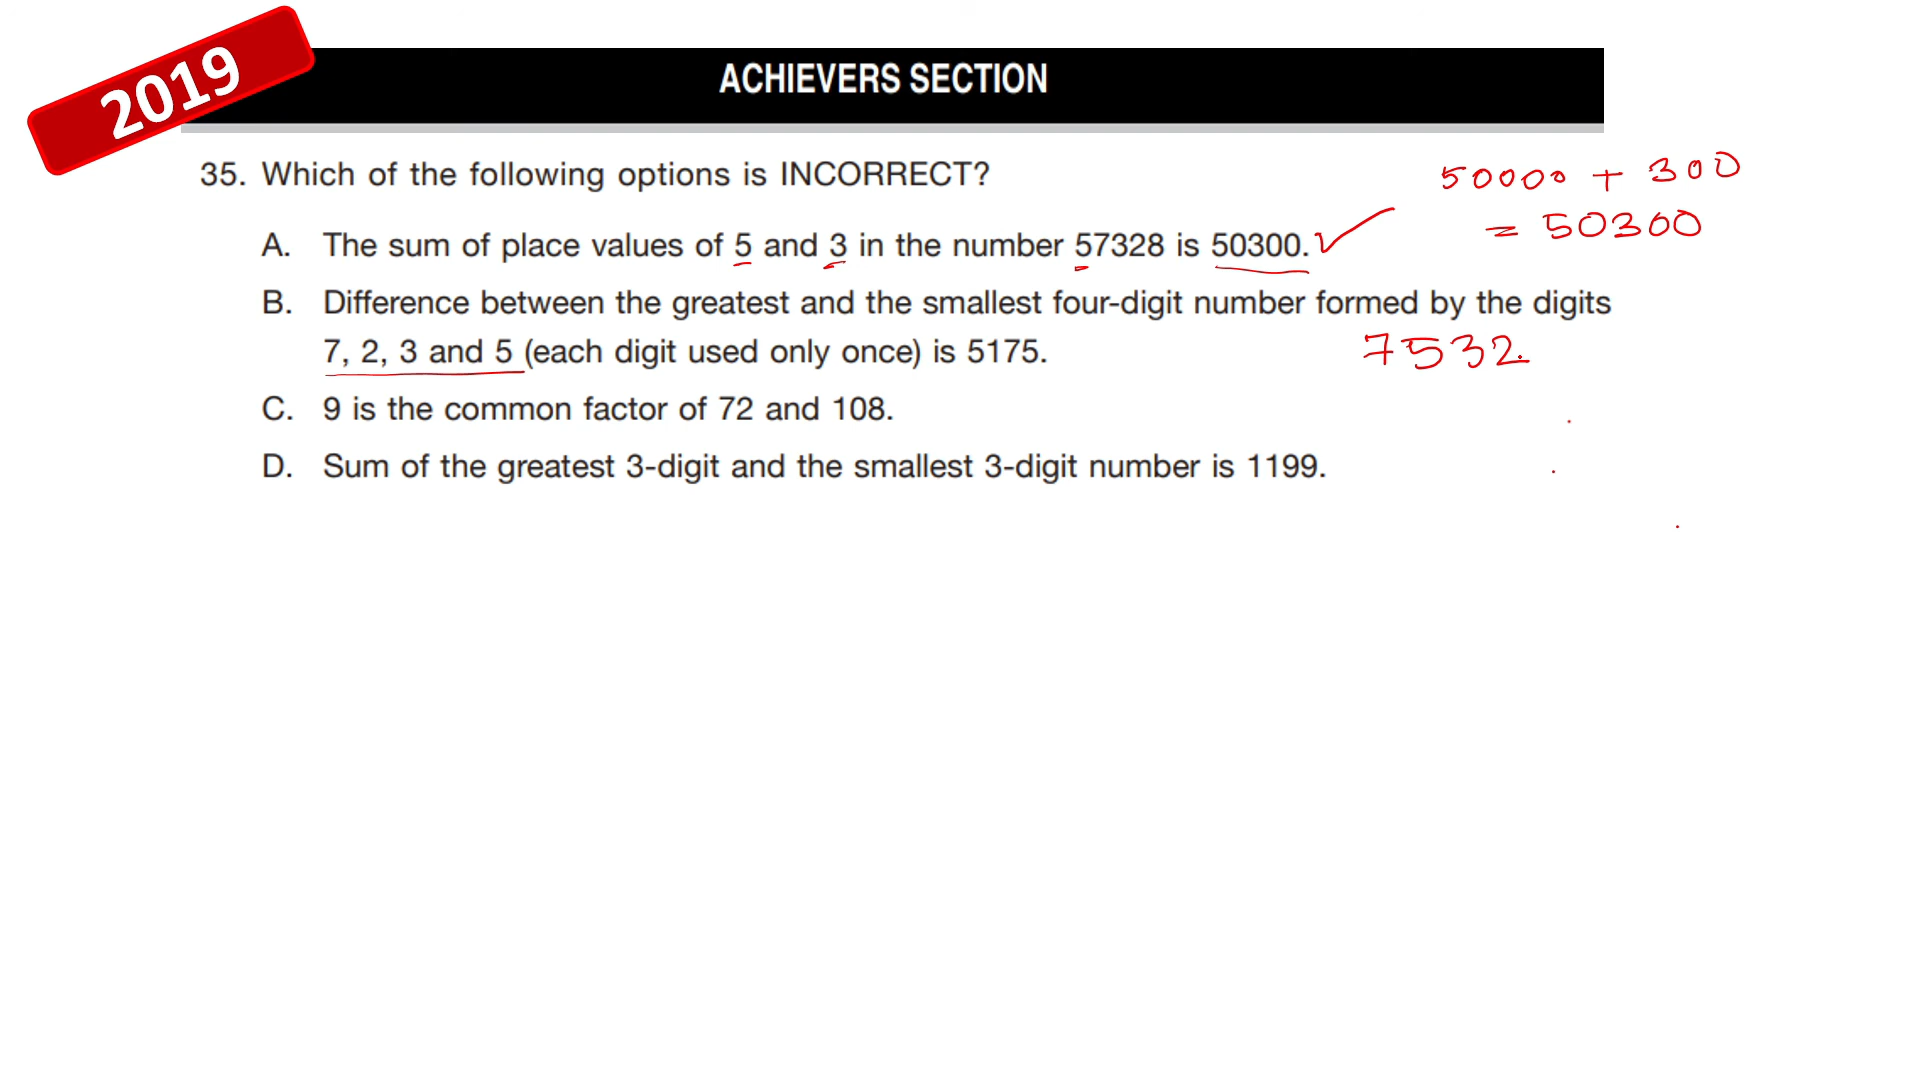 2019
ACHIEVERS SECTION
35. Which of the following options is INCORRECT?
50000 + 300
= 50300
A. The sum of place values of 5 and 3 in the number 57328 is 50300.
B. Difference between the greatest and the smallest four-digit number formed by the digits
7, 2, 3 and 5 (each digit used only once) is 5175.
7532
C. 9 is the common factor of 72 and 108.
D. Sum of the greatest 3-digit and the smallest 3-digit number is 1199.